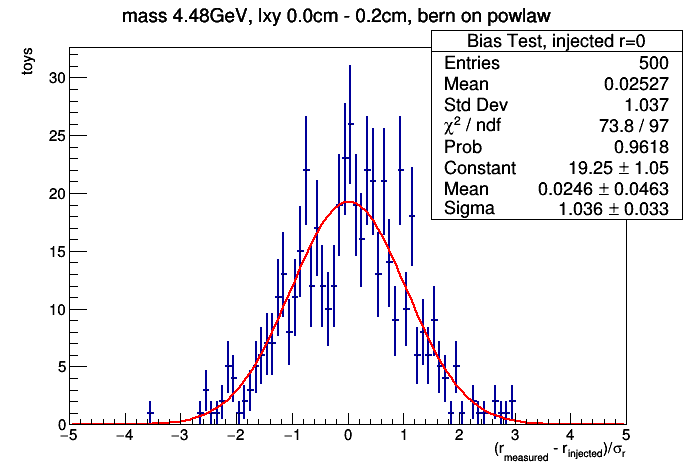 mass 4.48GeV, lxy 0.0cm - 0.2cm, bern on powlaw
toys
Bias Test, injected r=0
Entries 500
Mean 0.02527
Std Dev 1.037
χ² / ndf 73.8 / 97
Prob 0.9618
Constant 19.25 ± 1.05
Mean 0.0246 ± 0.0463
Sigma 1.036 ± 0.033
30
25
20
15
10
5
0
−5 −4 −3 −2 −1 0 1 2 3 4 5
(r_measured - r_injected)/σ_r